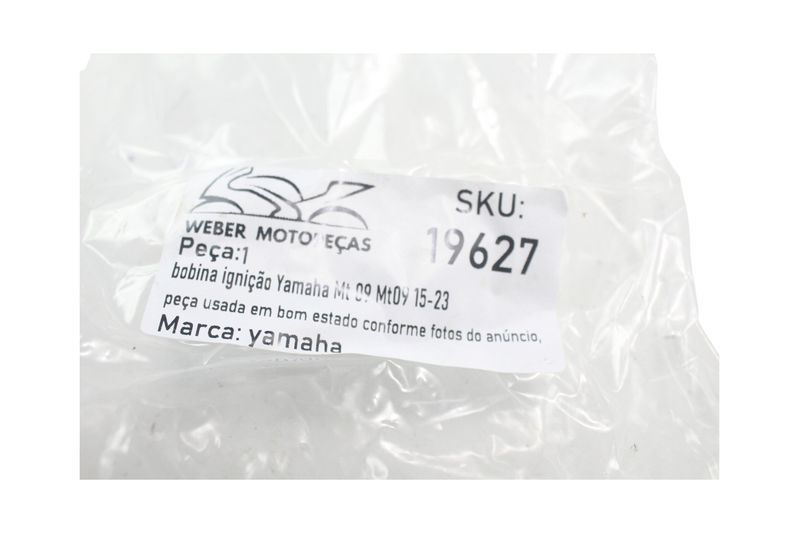 WEBER MOTOPEÇAS
SKU:
19627
Peça:1
bobina ignição Yamaha Mt 09 Mt09 15-23
peça usada em bom estado conforme fotos do anúncio,
Marca: yamaha